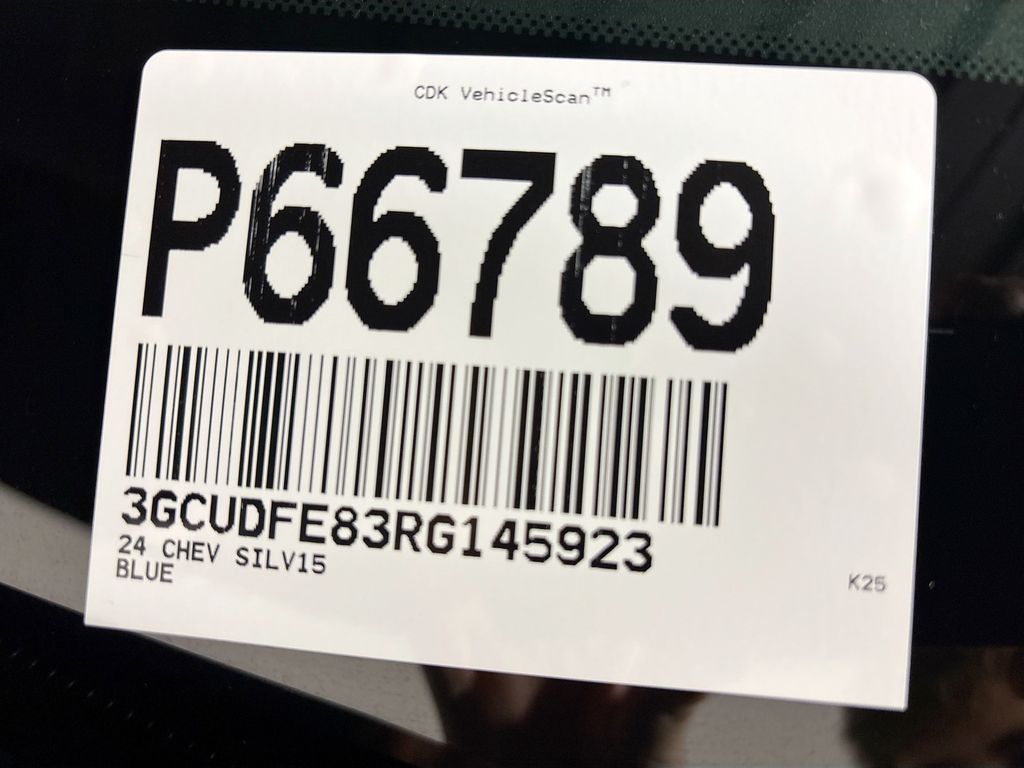 CDK VehicleScan™
P66789
3GCUDFE83RG145923
24 CHEV SILV15
BLUE
K25